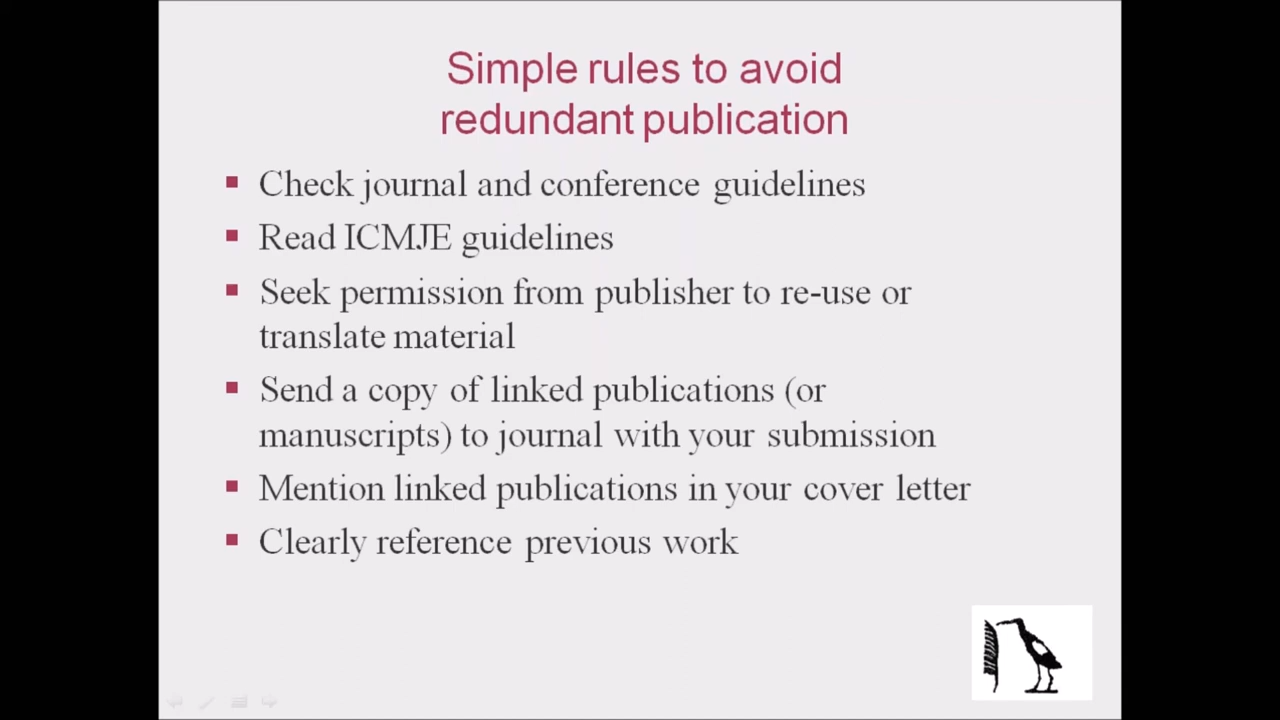 Simple rules to avoid
redundant publication
Check journal and conference guidelines
Read ICMJE guidelines
Seek permission from publisher to re-use or
translate material
Send a copy of linked publications (or
manuscripts) to journal with your submission
Mention linked publications in your cover letter
Clearly reference previous work